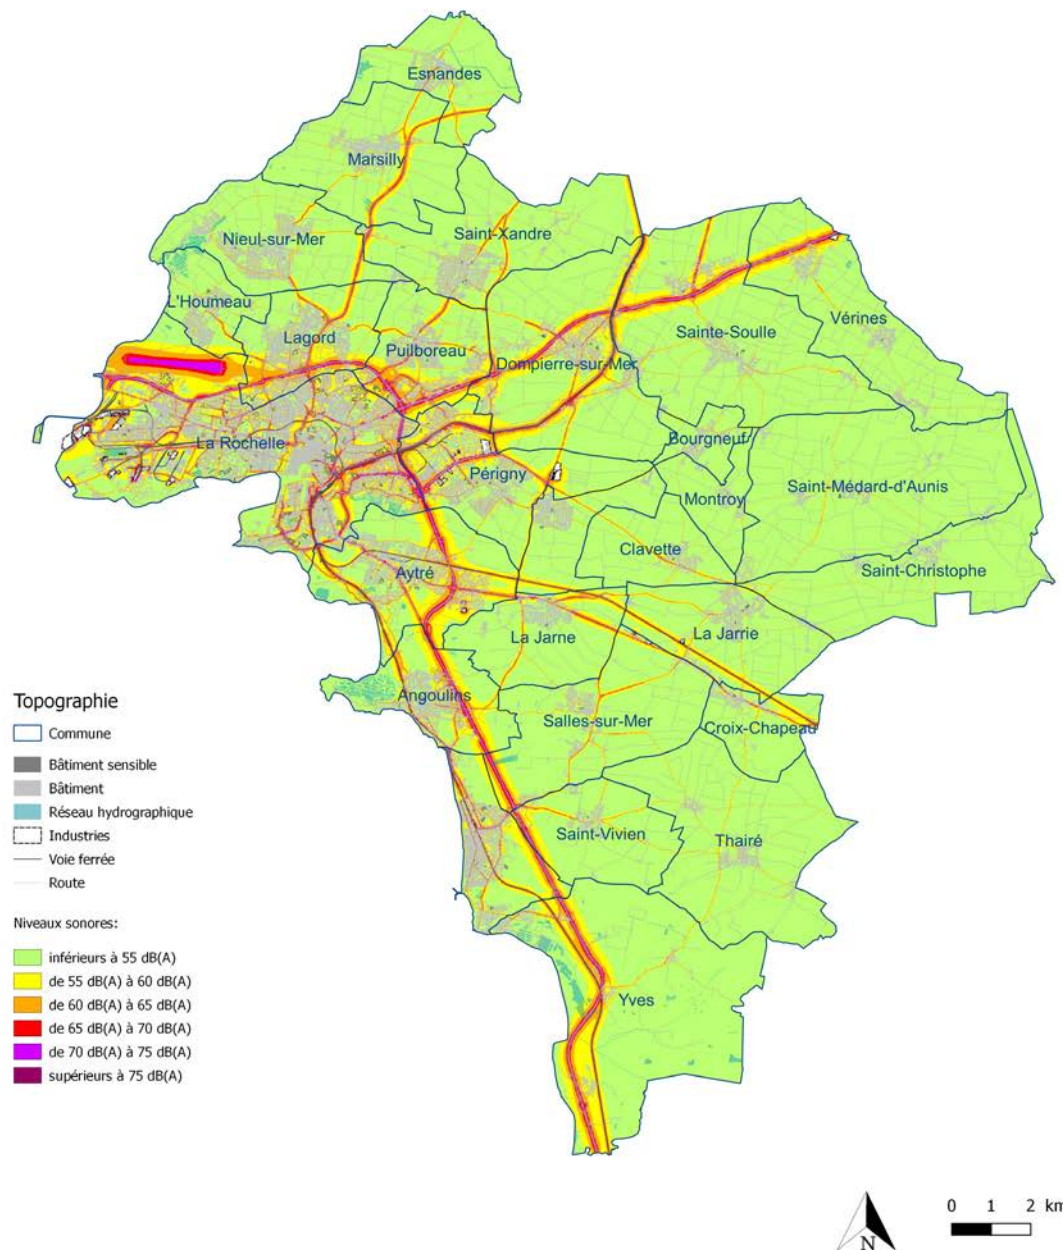 Esnandes
Marsilly
Nieul-sur-Mer
Saint-Xandre
L'Houmeau
Lagord
Puilboreau
Dompierre-sur-Mer
Sainte-Soulle
Vérines
La Rochelle
Périgny
Bourgneuf
Montroy
Saint-Médard-d'Aunis
Clavette
Saint-Christophe
Aytré
La Jarne
La Jarrie
Angoulins
Salles-sur-Mer
Croix-Chapeau
Saint-Vivien
Thairé
Yves
Topographie
Commune
Bâtiment sensible
Bâtiment
Réseau hydrographique
Industries
Voie ferrée
Route
Niveaux sonores:
inférieurs à 55 dB(A)
de 55 dB(A) à 60 dB(A)
de 60 dB(A) à 65 dB(A)
de 65 dB(A) à 70 dB(A)
de 70 dB(A) à 75 dB(A)
supérieurs à 75 dB(A)
N
0 1 2 km